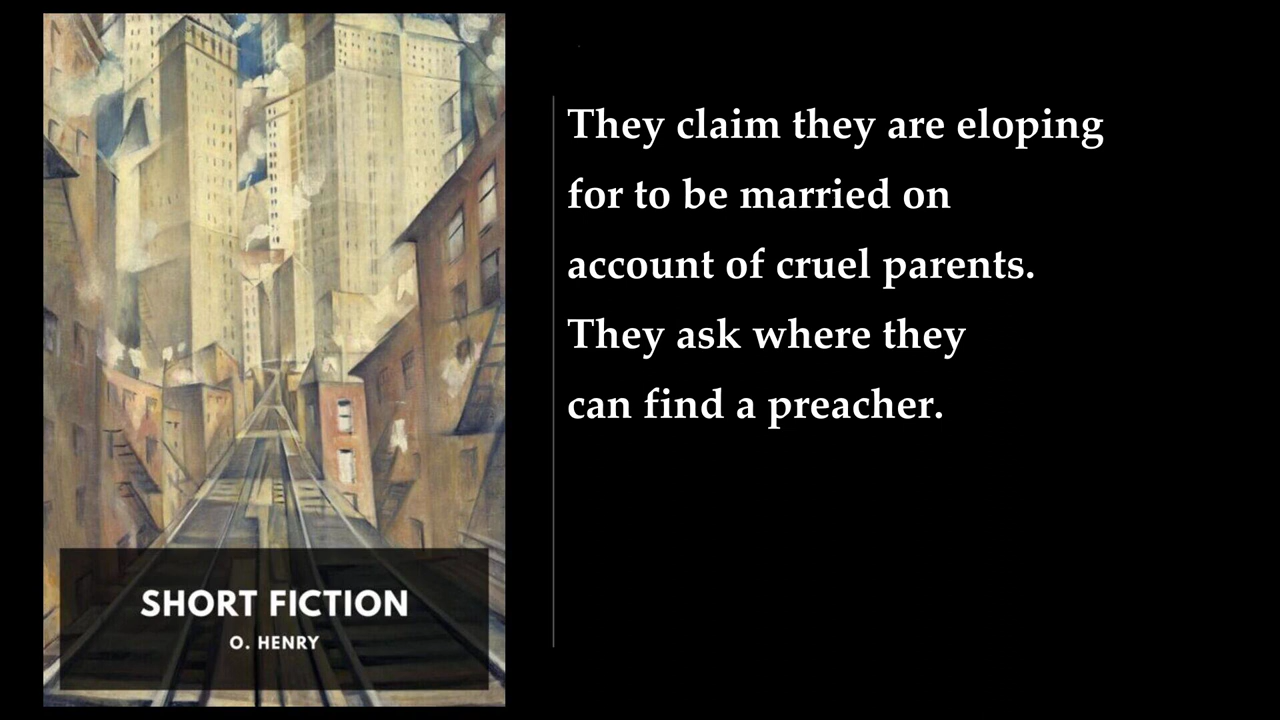 They claim they are eloping
for to be married on
account of cruel parents.
They ask where they
can find a preacher.
SHORT FICTION
O. HENRY